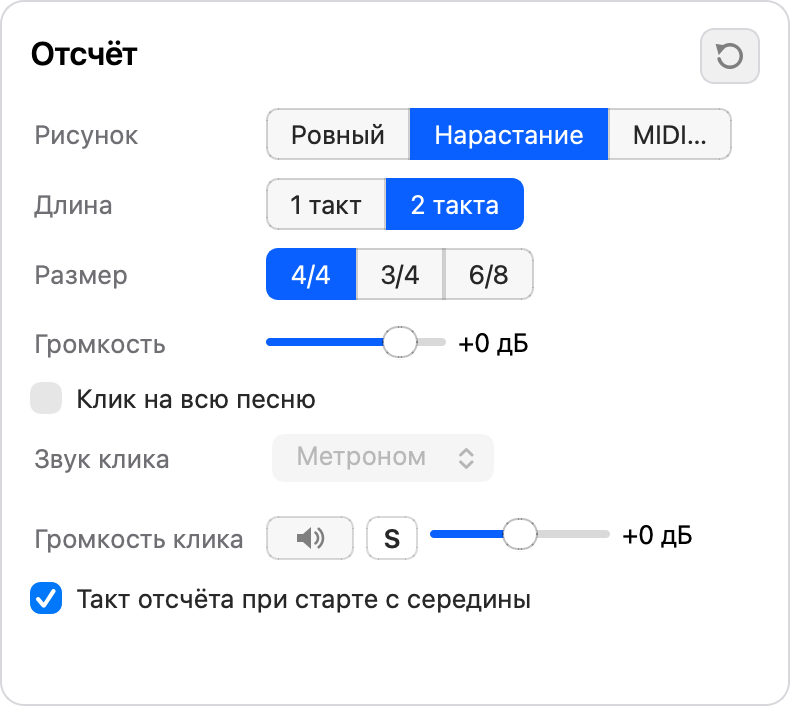 Отсчёт
Рисунок Ровный Нарастание MIDI...
Длина 1 такт 2 такта
Размер 4/4 3/4 6/8
Громкость +0 дБ
Клик на всю песню
Звук клика Метроном
Громкость клика S +0 дБ
Такт отсчёта при старте с середины